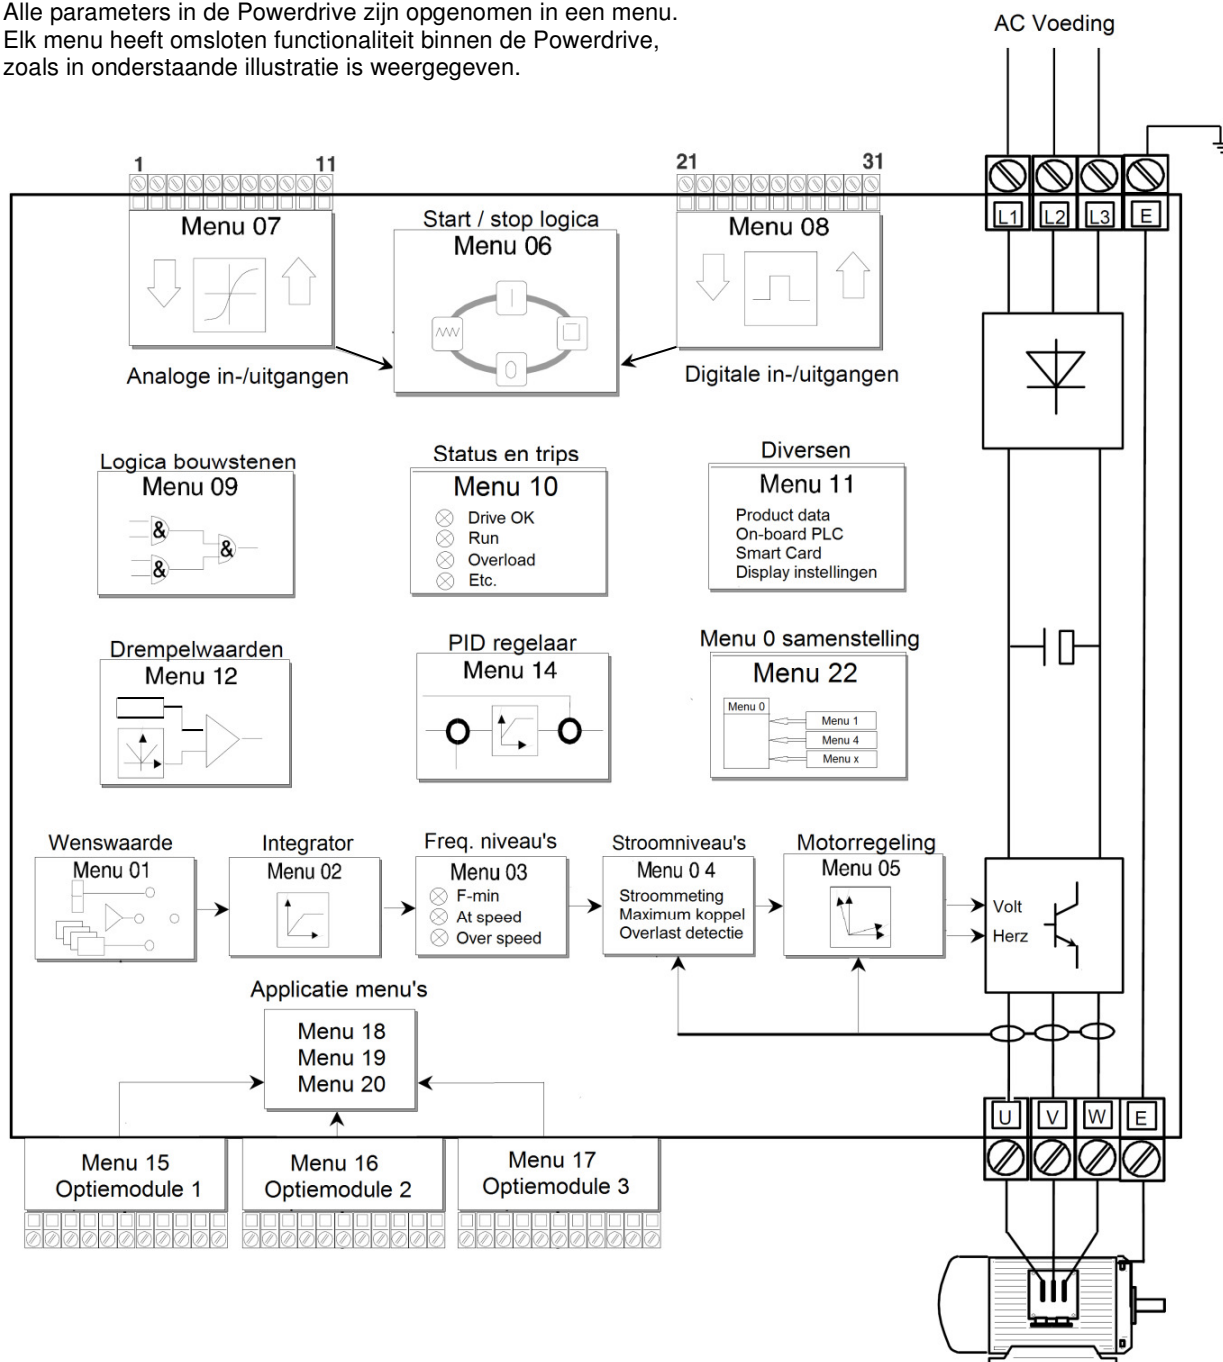 Alle parameters in de Powerdrive zijn opgenomen in een menu.
Elk menu heeft omsloten functionaliteit binnen de Powerdrive,
zoals in onderstaande illustratie is weergegeven.
AC Voeding
1 11
21 31
L1 L2 L3 E
Menu 07
Analoge in-/uitgangen
Start / stop logica
Menu 06
Menu 08
Digitale in-/uitgangen
Logica bouwstenen
Menu 09
&
&
&
Status en trips
Menu 10
Drive OK
Run
Overload
Etc.
Diversen
Menu 11
Product data
On-board PLC
Smart Card
Display instellingen
Drempelwaarden
Menu 12
PID regelaar
Menu 14
Menu 0 samenstelling
Menu 22
Menu 0
Menu 1
Menu 4
Menu x
Wenswaarde
Menu 01
Integrator
Menu 02
Freq. niveau's
Menu 03
F-min
At speed
Over speed
Stroomniveau's
Menu 0 4
Stroommeting
Maximum koppel
Overlast detectie
Motorregeling
Menu 05
Volt
Herz
Applicatie menu's
Menu 18
Menu 19
Menu 20
U V W E
Menu 15
Optiemodule 1
Menu 16
Optiemodule 2
Menu 17
Optiemodule 3